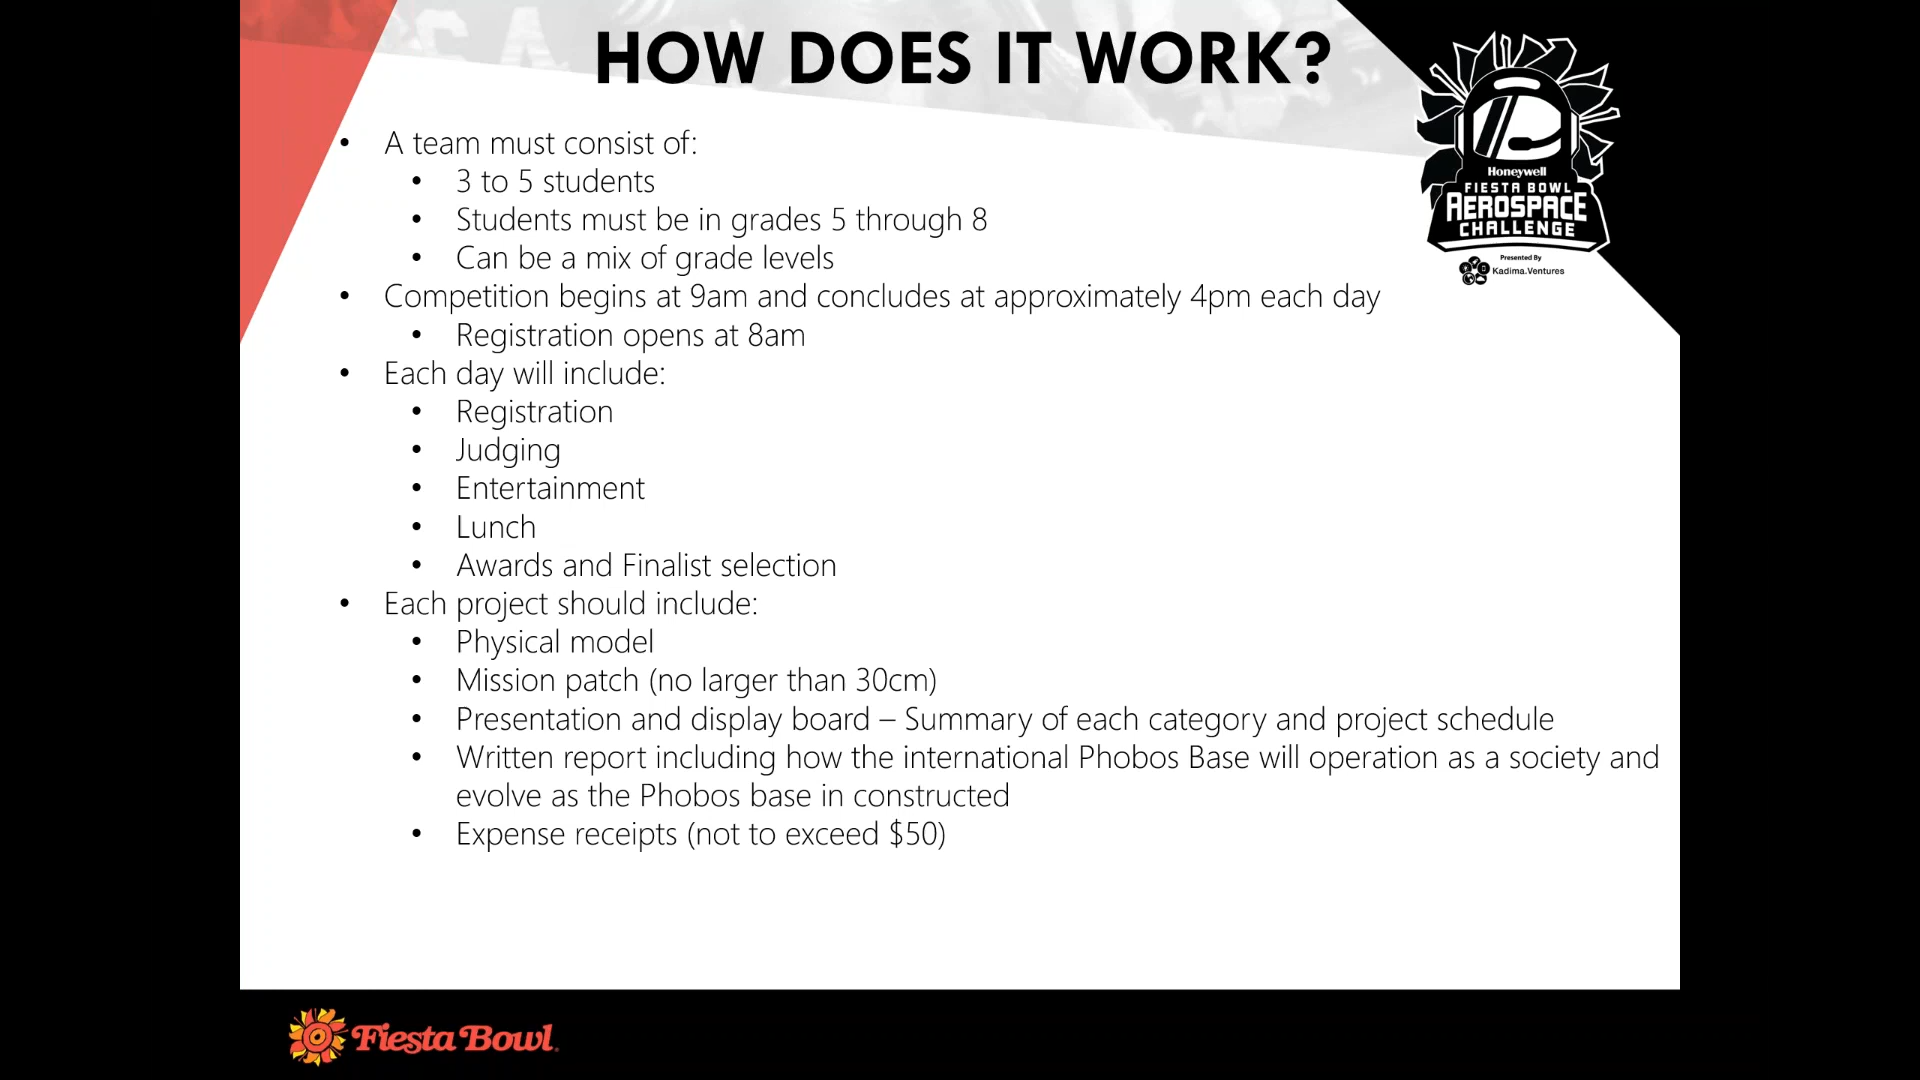 HOW DOES IT WORK?
• A team must consist of:
• 3 to 5 students
• Students must be in grades 5 through 8
• Can be a mix of grade levels
• Competition begins at 9am and concludes at approximately 4pm each day
• Registration opens at 8am
• Each day will include:
• Registration
• Judging
• Entertainment
• Lunch
• Awards and Finalist selection
• Each project should include:
• Physical model
• Mission patch (no larger than 30cm)
• Presentation and display board – Summary of each category and project schedule
• Written report including how the international Phobos Base will operation as a society and
evolve as the Phobos base in constructed
• Expense receipts (not to exceed $50)
Honeywell
FIESTA BOWL
AEROSPACE
CHALLENGE
Presented By
Kadima.Ventures
Fiesta Bowl